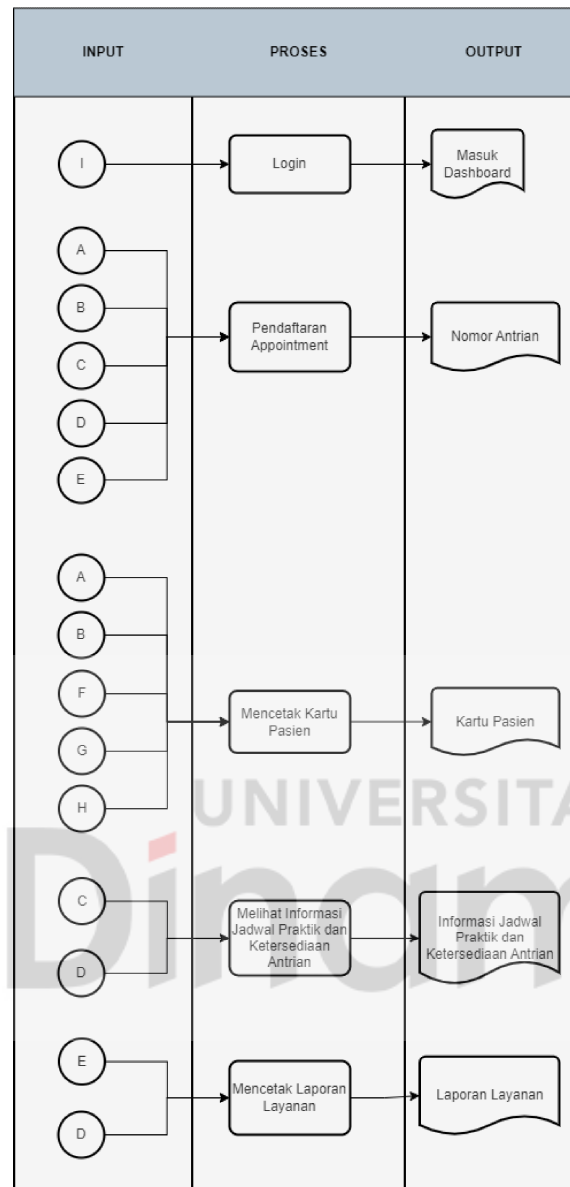 INPUT PROSES OUTPUT
I Login Masuk
Dashboard
A
B
C Pendaftaran
Appointment Nomor Antrian
D
E
A
B
F
G Mencetak Kartu
Pasien Kartu Pasien
H
UNIVERSITA
Dinam
C
D Melihat Informasi
Jadwal Praktik dan
Ketersediaan
Antrian
Informasi Jadwal
Praktik dan
Ketersediaan Antrian
E
D Mencetak Laporan
Layanan Laporan Layanan